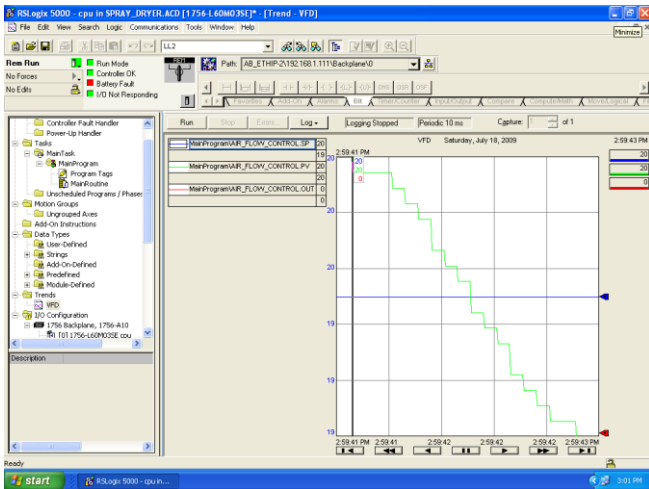 RSLogix 5000 - cpu in SPRAY_DRYER.ACD [1756-L60M03SE]* - [Trend - VFD]
File Edit View Search Logic Communications Tools Window Help
Minimize
LL2
Rem Run
Run Mode
No Forces
Controller OK
Battery Fault
No Edits
I/O Not Responding
REM
Path: AB_ETHIP-2\192.168.1.111\Backplane\0
Favorites Add-On Alarms Bit Timer/Counter Input/Output Compare Compute/Math Move/Logical
Controller Fault Handler
Power-Up Handler
Tasks
MainTask
MainProgram
Program Tags
MainRoutine
Unscheduled Programs / Phases
Motion Groups
Ungrouped Axes
Add-On Instructions
Data Types
User-Defined
Strings
Add-On-Defined
Predefined
Module-Defined
Trends
VFD
I/O Configuration
1756 Backplane, 1756-A10
[0] 1756-L60M03SE cpu
Description
Run Stop Errors... Log Logging Stopped Periodic 10 ms Capture: 1 of 1
VFD Saturday, July 18, 2009
2:59:41 PM
2:59:43 PM
MainProgram\AIR_FLOW_CONTROL.SP 20
19
MainProgram\AIR_FLOW_CONTROL.PV 20
20
MainProgram\AIR_FLOW_CONTROL.OUT 0
0
20
20
0
20
20
0
20
20
20
19
19
19
2:59:41 PM 2:59:41 2:59:42 2:59:42 2:59:42 2:59:43 PM
Ready
start
RSLogix 5000 - cpu in...
3:01 PM